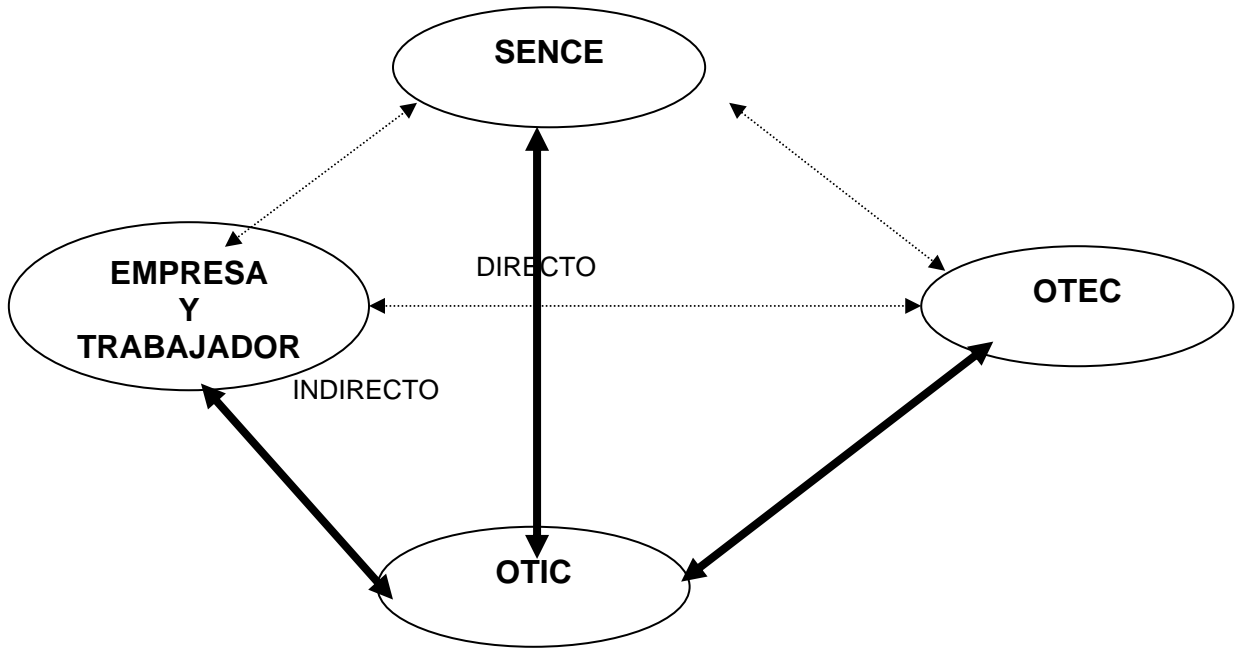 SENCE
DIRECTO
EMPRESA
Y
TRABAJADOR
OTEC
INDIRECTO
OTIC